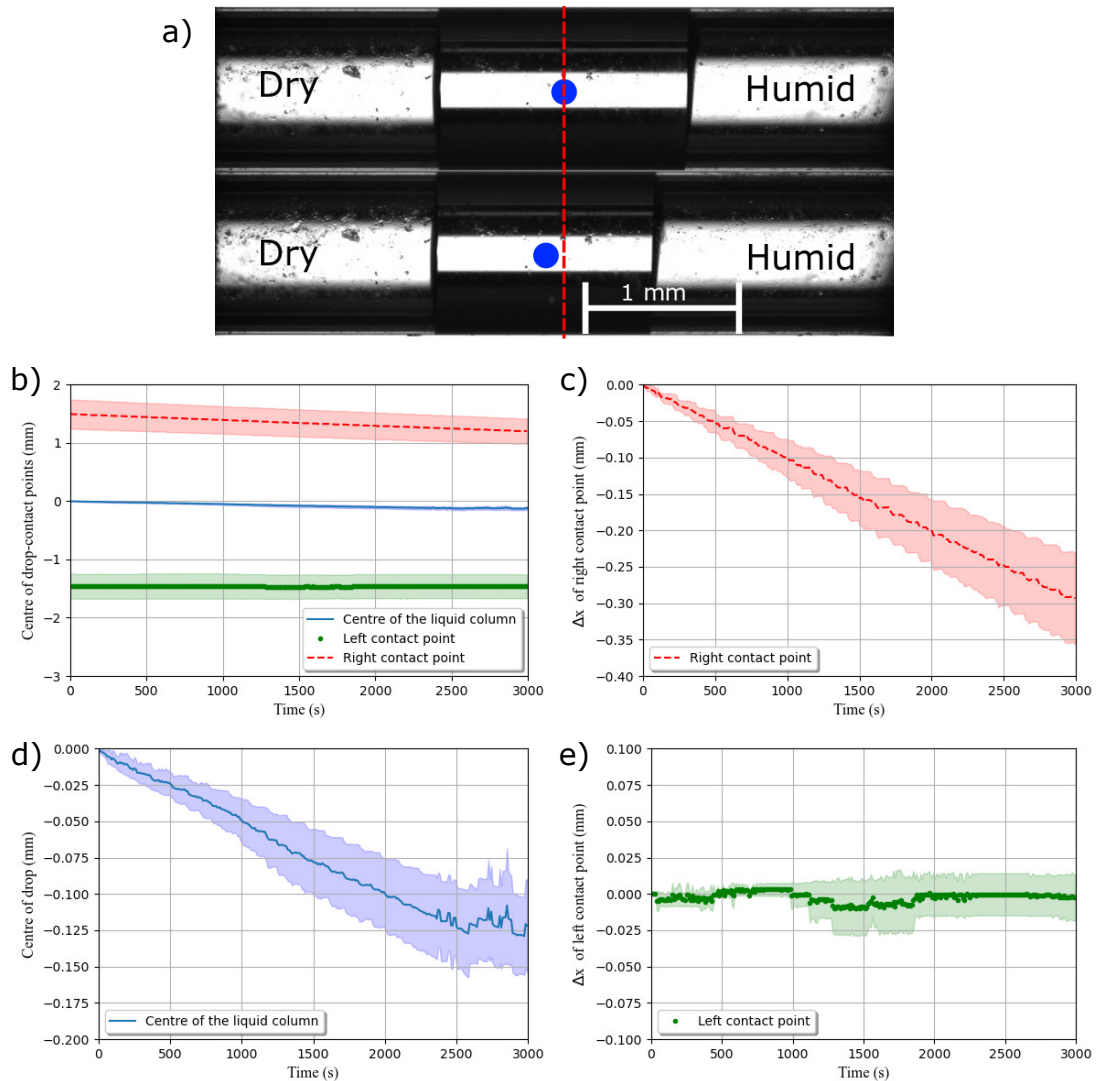 a)
Dry
Humid
Dry
Humid
1 mm
b)
Centre of drop-contact points (mm)
2
1
0
−1
−2
−3
Centre of the liquid column
Left contact point
Right contact point
0
500
1000
1500
2000
2500
3000
Time (s)
c)
Δx of right contact point (mm)
0.00
−0.05
−0.10
−0.15
−0.20
−0.25
−0.30
−0.35
−0.40
Right contact point
0
500
1000
1500
2000
2500
3000
Time (s)
d)
Centre of drop (mm)
0.000
−0.025
−0.050
−0.075
−0.100
−0.125
−0.150
−0.175
−0.200
Centre of the liquid column
0
500
1000
1500
2000
2500
3000
Time (s)
e)
Δx of left contact point (mm)
0.100
0.075
0.050
0.025
0.000
−0.025
−0.050
−0.075
−0.100
Left contact point
0
500
1000
1500
2000
2500
3000
Time (s)